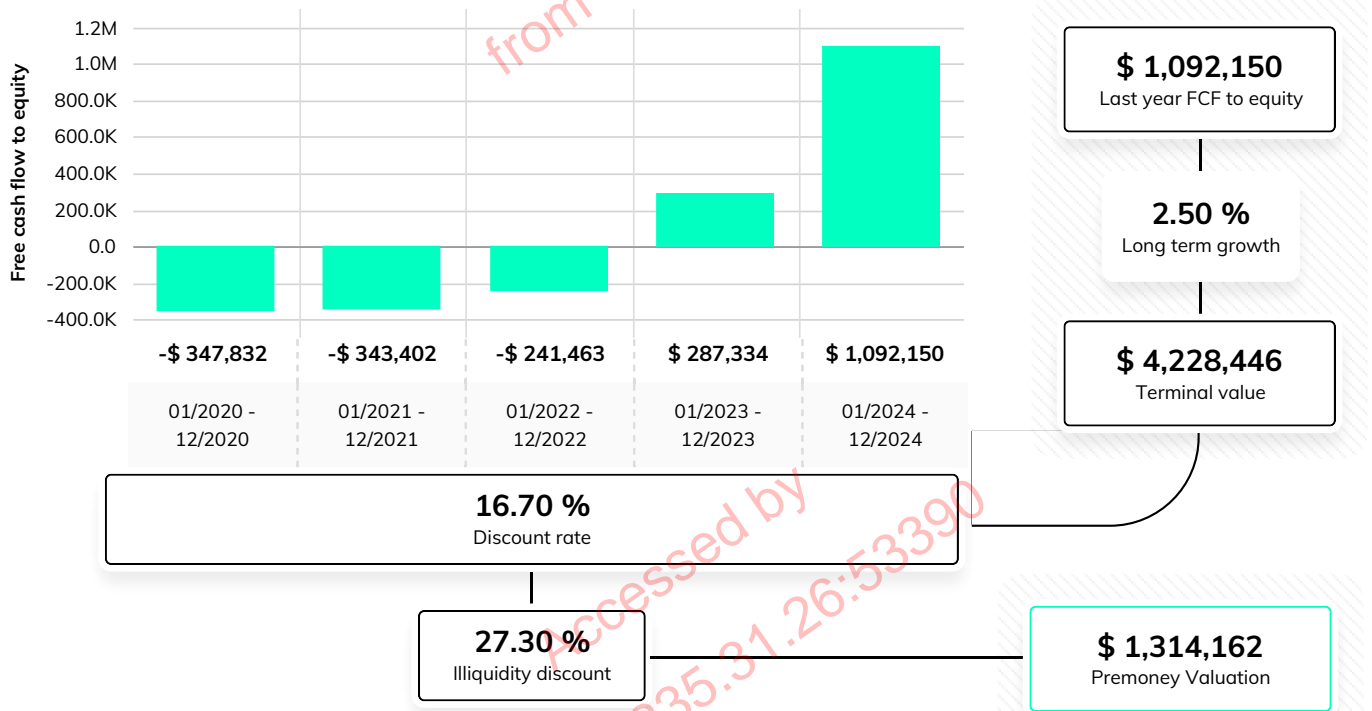 Free cash flow to equity
1.2M
1.0M
800.0K
600.0K
400.0K
200.0K
0.0
-200.0K
-400.0K
-$ 347,832
-$ 343,402
-$ 241,463
$ 287,334
$ 1,092,150
01/2020 -
12/2020
01/2021 -
12/2021
01/2022 -
12/2022
01/2023 -
12/2023
01/2024 -
12/2024
16.70 %
Discount rate
27.30 %
Illiquidity discount
$ 1,092,150
Last year FCF to equity
2.50 %
Long term growth
$ 4,228,446
Terminal value
$ 1,314,162
Premoney Valuation
from
Accessed by
35.31.26:53390